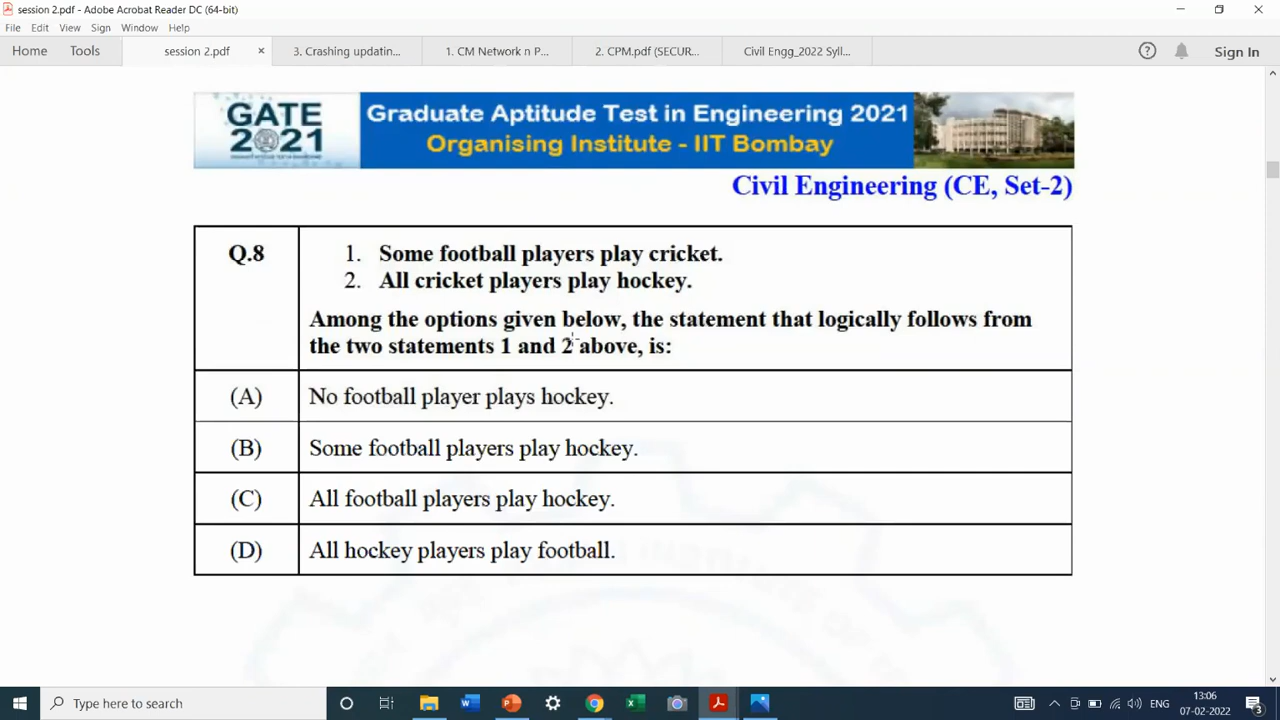 session 2.pdf - Adobe Acrobat Reader DC (64-bit)
File Edit View Sign Window Help
Home Tools session 2.pdf × 3. Crashing updatin... 1. CM Network n P... 2. CPM.pdf (SECUR... Civil Engg_2022 Syll... Sign In
GATE Graduate Aptitude Test in Engineering 2021
2021 Organising Institute - IIT Bombay
Civil Engineering (CE, Set-2)
Q.8 1. Some football players play cricket.
2. All cricket players play hockey.
Among the options given below, the statement that logically follows from
the two statements 1 and 2 above, is:
(A) No football player plays hockey.
(B) Some football players play hockey.
(C) All football players play hockey.
(D) All hockey players play football.
Type here to search
ENG
13:06
07-02-2022
3